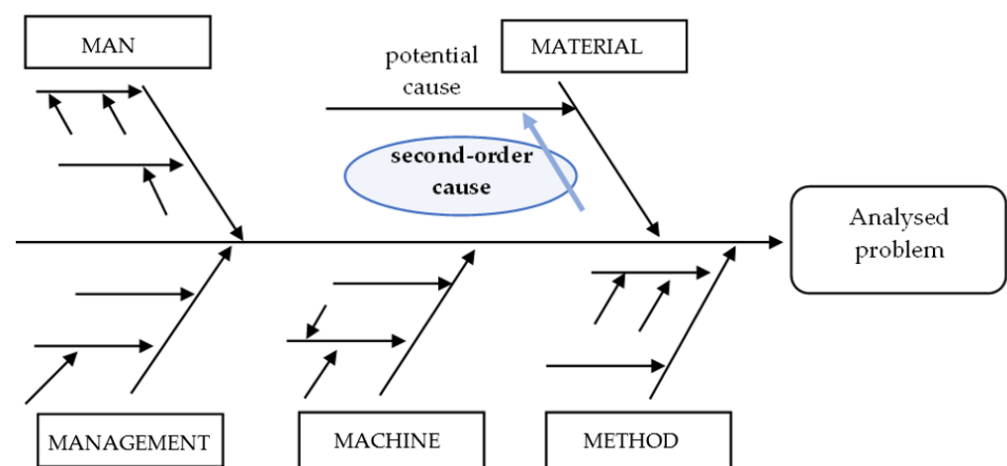 MAN
MATERIAL
potential
cause
second-order
cause
Analysed
problem
MANAGEMENT
MACHINE
METHOD